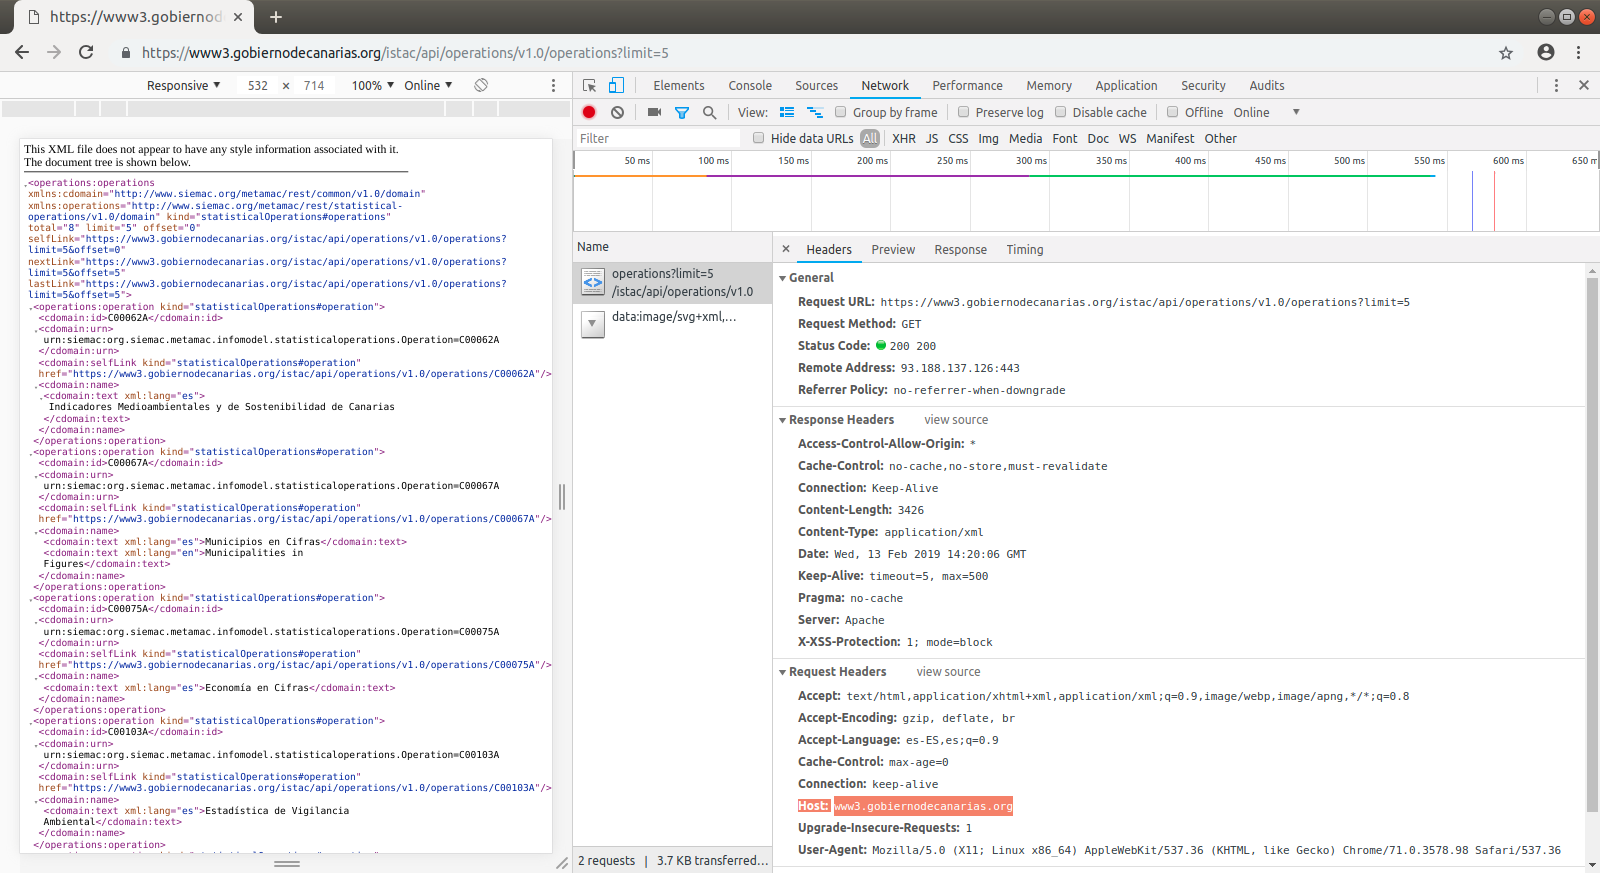 https://www3.gobiernod
https://www3.gobiernodecanarias.org/istac/api/operations/v1.0/operations?limit=5
Responsive ▼ 532 × 714 100% ▼ Online ▼
Elements Console Sources Network Performance Memory Application Security Audits
View: Group by frame Preserve log Disable cache Offline Online ▼
Filter Hide data URLs All XHR JS CSS Img Media Font Doc WS Manifest Other
50 ms 100 ms 150 ms 200 ms 250 ms 300 ms 350 ms 400 ms 450 ms 500 ms 550 ms 600 ms 650 m
This XML file does not appear to have any style information associated with it.
The document tree is shown below.
<operations:operations
xmlns:cdomain="http://www.siemac.org/metamac/rest/common/v1.0/domain"
xmlns:operations="http://www.siemac.org/metamac/rest/statistical-
operations/v1.0/domain" kind="statisticalOperations#operations"
total="8" limit="5" offset="0"
selfLink="https://www3.gobiernodecanarias.org/istac/api/operations/v1.0/operations?
limit=5&offset=0"
nextLink="https://www3.gobiernodecanarias.org/istac/api/operations/v1.0/operations?
limit=5&offset=5"
lastLink="https://www3.gobiernodecanarias.org/istac/api/operations/v1.0/operations?
limit=5&offset=5">
<operations:operation kind="statisticalOperations#operation">
<cdomain:id>C00062A</cdomain:id>
<cdomain:urn>
urn:siemac:org.siemac.metamac.infomodel.statisticaloperations.Operation=C00062A
</cdomain:urn>
<cdomain:selfLink kind="statisticalOperations#operation"
href="https://www3.gobiernodecanarias.org/istac/api/operations/v1.0/operations/C00062A"/>
<cdomain:name>
<cdomain:text xml:lang="es">
Indicadores Medioambientales y de Sostenibilidad de Canarias
</cdomain:text>
</cdomain:name>
</operations:operation>
<operations:operation kind="statisticalOperations#operation">
<cdomain:id>C00067A</cdomain:id>
<cdomain:urn>
urn:siemac:org.siemac.metamac.infomodel.statisticaloperations.Operation=C00067A
</cdomain:urn>
<cdomain:selfLink kind="statisticalOperations#operation"
href="https://www3.gobiernodecanarias.org/istac/api/operations/v1.0/operations/C00067A"/>
<cdomain:name>
<cdomain:text xml:lang="es">Municipios en Cifras</cdomain:text>
<cdomain:text xml:lang="en">Municipalities in
Figures</cdomain:text>
</cdomain:name>
</operations:operation>
<operations:operation kind="statisticalOperations#operation">
<cdomain:id>C00075A</cdomain:id>
<cdomain:urn>
urn:siemac:org.siemac.metamac.infomodel.statisticaloperations.Operation=C00075A
</cdomain:urn>
<cdomain:selfLink kind="statisticalOperations#operation"
href="https://www3.gobiernodecanarias.org/istac/api/operations/v1.0/operations/C00075A"/>
<cdomain:name>
<cdomain:text xml:lang="es">Economía en Cifras</cdomain:text>
</cdomain:name>
</operations:operation>
<operations:operation kind="statisticalOperations#operation">
<cdomain:id>C00103A</cdomain:id>
<cdomain:urn>
urn:siemac:org.siemac.metamac.infomodel.statisticaloperations.Operation=C00103A
</cdomain:urn>
<cdomain:selfLink kind="statisticalOperations#operation"
href="https://www3.gobiernodecanarias.org/istac/api/operations/v1.0/operations/C00103A"/>
<cdomain:name>
<cdomain:text xml:lang="es">Estadística de Vigilancia
Ambiental</cdomain:text>
</cdomain:name>
</operations:operation>
Name
operations?limit=5
/istac/api/operations/v1.0
data:image/svg+xml,…
2 requests | 3.7 KB transferred…
× Headers Preview Response Timing
General
Request URL: https://www3.gobiernodecanarias.org/istac/api/operations/v1.0/operations?limit=5
Request Method: GET
Status Code: 200 200
Remote Address: 93.188.137.126:443
Referrer Policy: no-referrer-when-downgrade
Response Headers view source
Access-Control-Allow-Origin: *
Cache-Control: no-cache,no-store,must-revalidate
Connection: Keep-Alive
Content-Length: 3426
Content-Type: application/xml
Date: Wed, 13 Feb 2019 14:20:06 GMT
Keep-Alive: timeout=5, max=500
Pragma: no-cache
Server: Apache
X-XSS-Protection: 1; mode=block
Request Headers view source
Accept: text/html,application/xhtml+xml,application/xml;q=0.9,image/webp,image/apng,*/*;q=0.8
Accept-Encoding: gzip, deflate, br
Accept-Language: es-ES,es;q=0.9
Cache-Control: max-age=0
Connection: keep-alive
Host: www3.gobiernodecanarias.org
Upgrade-Insecure-Requests: 1
User-Agent: Mozilla/5.0 (X11; Linux x86_64) AppleWebKit/537.36 (KHTML, like Gecko) Chrome/71.0.3578.98 Safari/537.36